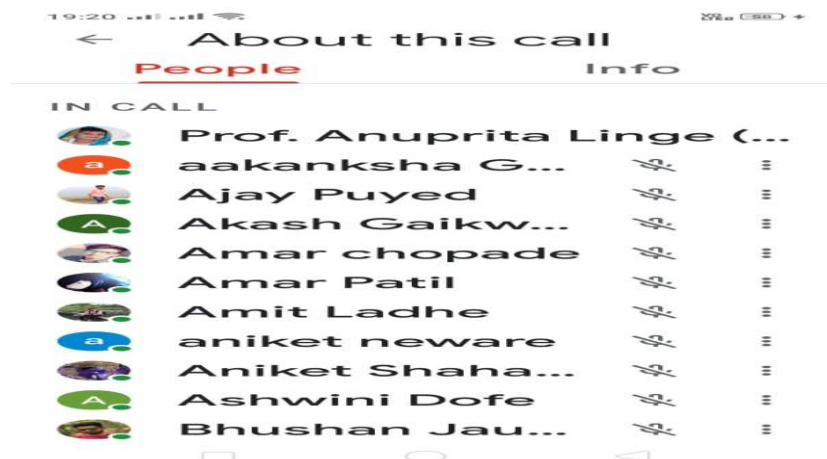 19:20
About this call
People Info
IN CALL
Prof. Anuprita Linge (...
a aakanksha G...
Ajay Puyed
A Akash Gaikw...
Amar chopade
Amar Patil
Amit Ladhe
a aniket neware
Aniket Shaha...
A Ashwini Dofe
Bhushan Jau...